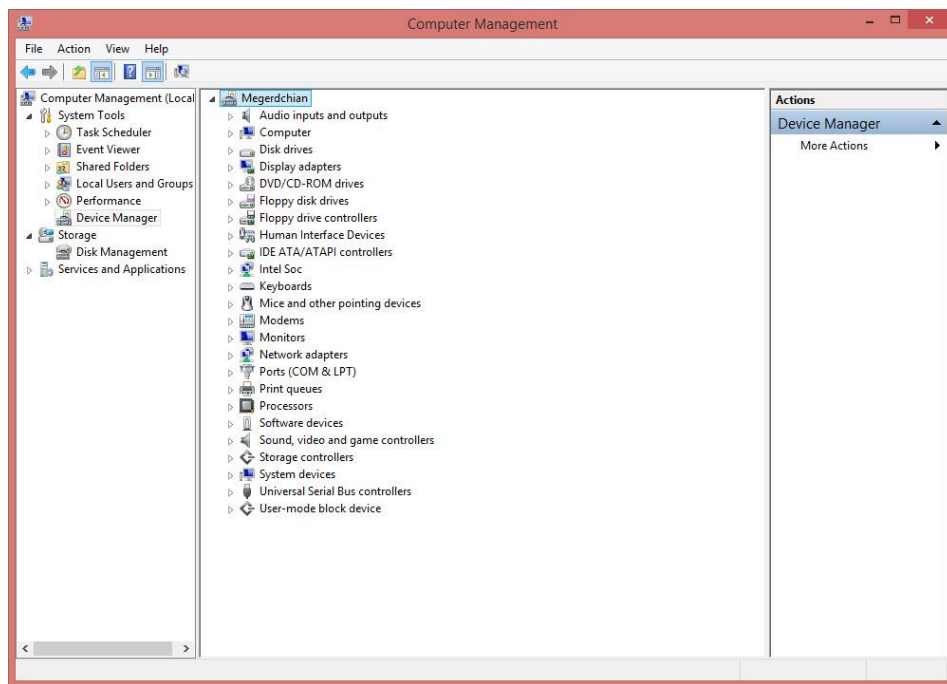 Computer Management
File Action View Help
Computer Management (Local
System Tools
Task Scheduler
Event Viewer
Shared Folders
Local Users and Groups
Performance
Device Manager
Storage
Disk Management
Services and Applications
Megerdchian
Audio inputs and outputs
Computer
Disk drives
Display adapters
DVD/CD-ROM drives
Floppy disk drives
Floppy drive controllers
Human Interface Devices
IDE ATA/ATAPI controllers
Intel Soc
Keyboards
Mice and other pointing devices
Modems
Monitors
Network adapters
Ports (COM & LPT)
Print queues
Processors
Software devices
Sound, video and game controllers
Storage controllers
System devices
Universal Serial Bus controllers
User-mode block device
Actions
Device Manager
More Actions